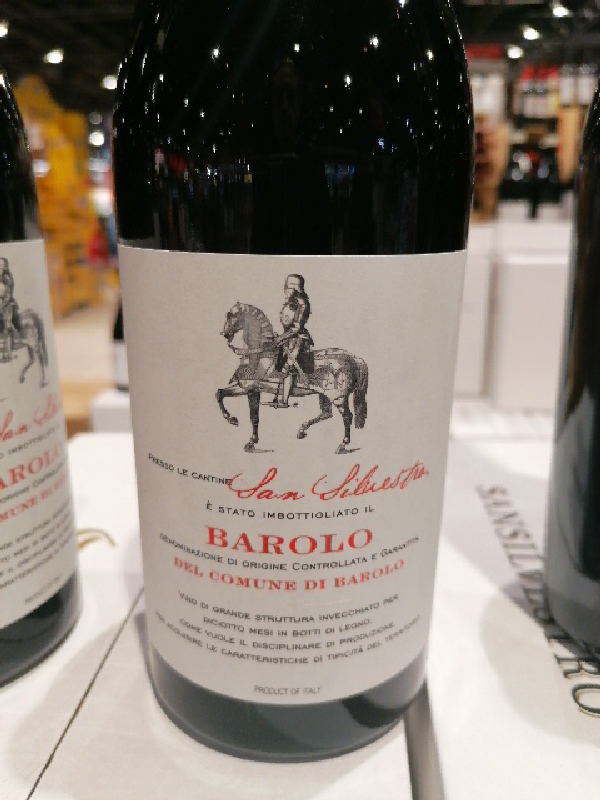 PRESSO LE CANTINE San Silvestro
È STATO IMBOTTIGLIATO IL
BAROLO
DENOMINAZIONE DI ORIGINE CONTROLLATA E GARANTITA
DEL COMUNE DI BAROLO
VINO DI GRANDE STRUTTURA INVECCHIATO PER
DICIOTTO MESI IN BOTTI DI LEGNO,
COME VUOLE IL DISCIPLINARE DI PRODUZIONE,
PER ACQUISIRE LE CARATTERISTICHE DI TIPICITÀ DEL TERRITORIO
PRODUCT OF ITALY
SAN SILVESTRO